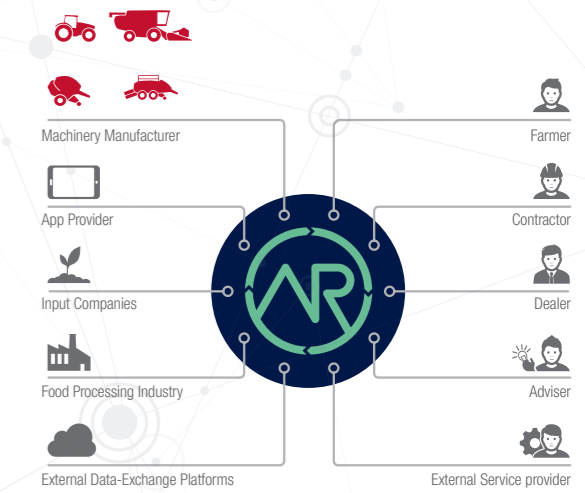 Machinery Manufacturer
Farmer
App Provider
Contractor
AR
Input Companies
Dealer
Food Processing Industry
Adviser
External Data-Exchange Platforms
External Service provider